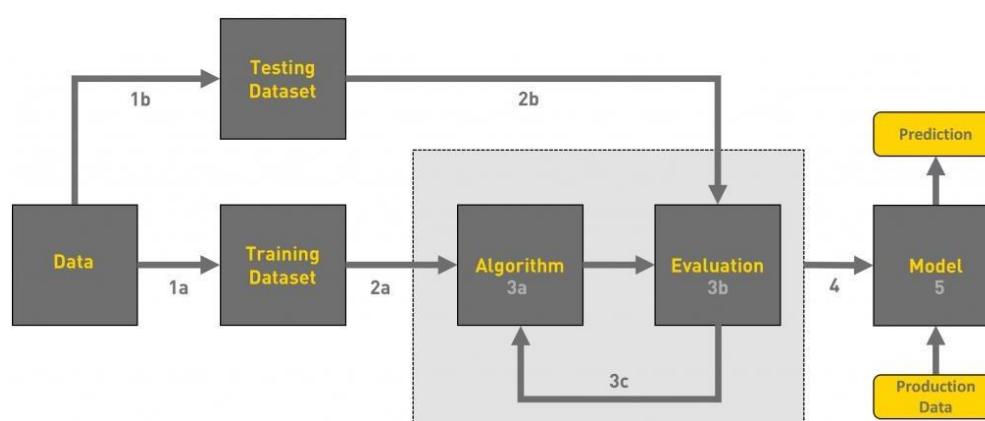 Testing
Dataset
1b
2b
Prediction
Data
1a
Training
Dataset
2a
Algorithm
3a
Evaluation
3b
4
Model
5
3c
Production
Data